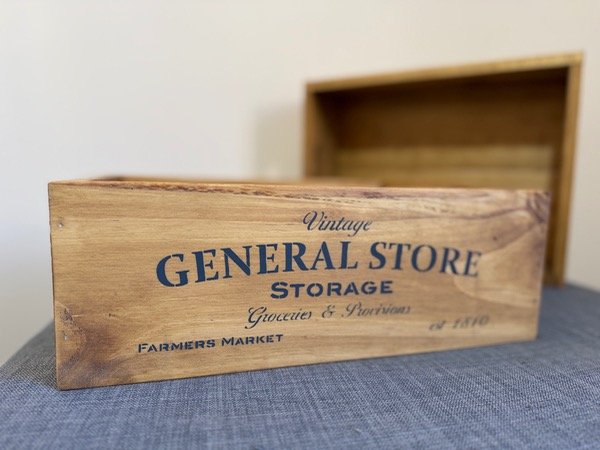 Vintage
GENERAL STORE
STORAGE
Groceries & Provisions
est 1810
FARMERS MARKET